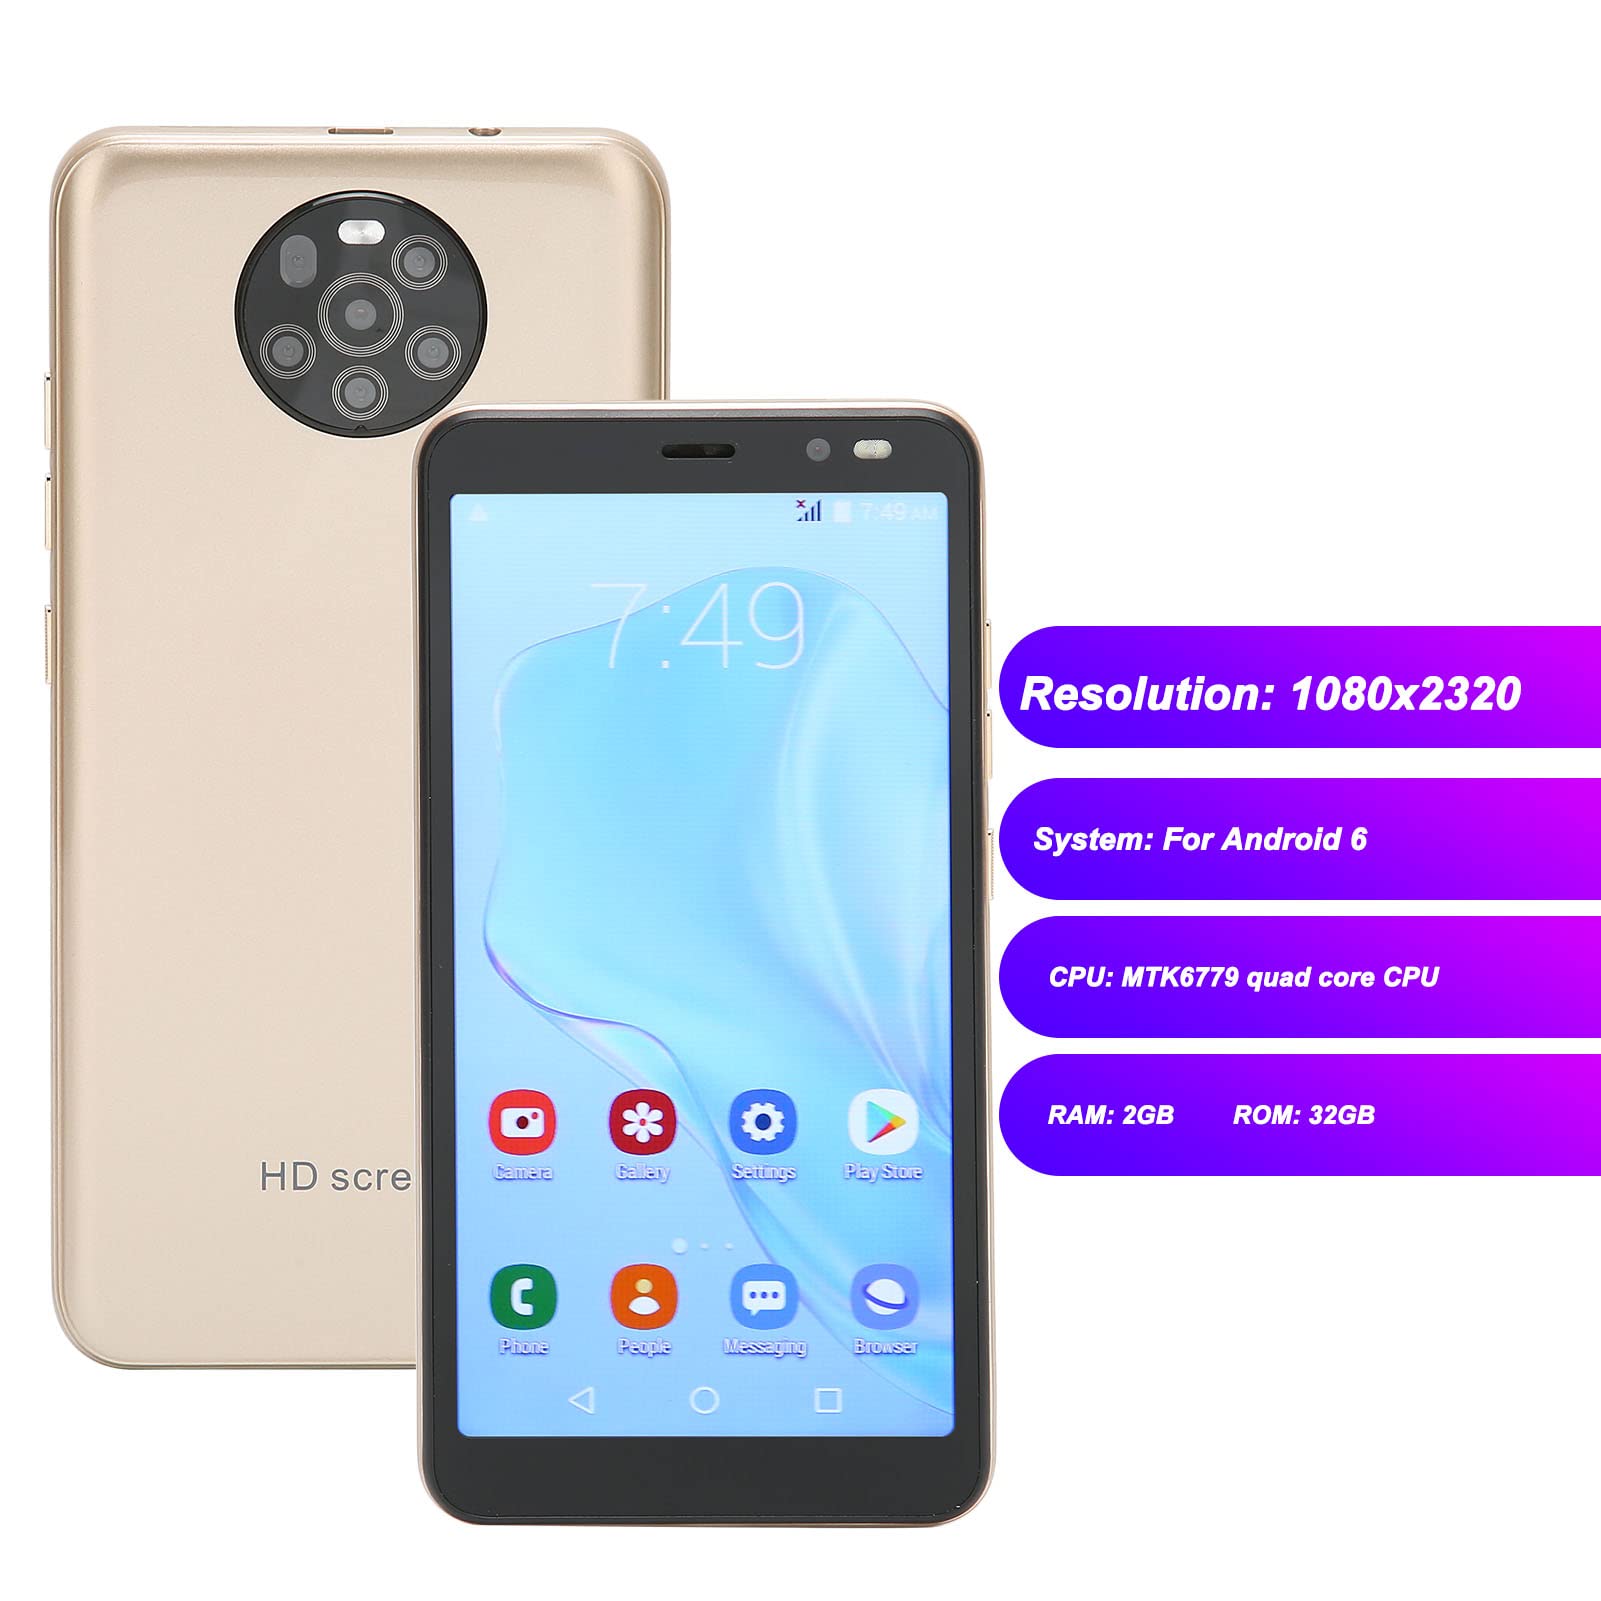 7:49 AM
7:49
Camera Gallery Settings Play Store
Phone People Messaging Browser
HD scre
Resolution: 1080x2320
System: For Android 6
CPU: MTK6779 quad core CPU
RAM: 2GB ROM: 32GB